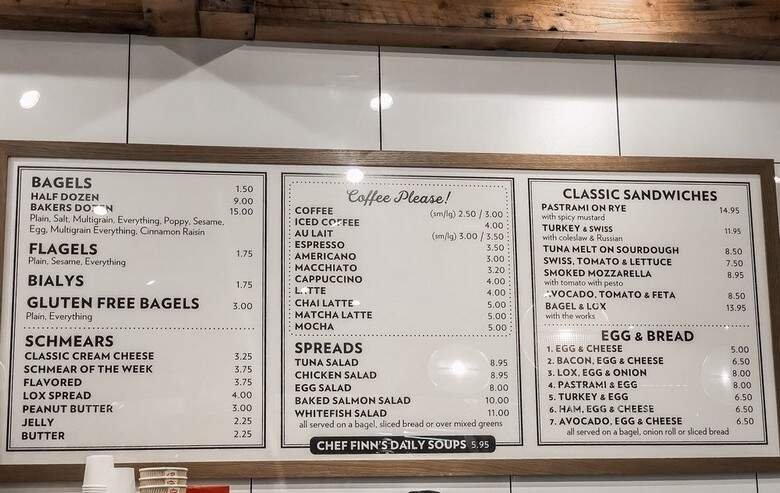 BAGELS 1.50
HALF DOZEN 9.00
BAKERS DOZEN 15.00
Plain, Salt, Multigrain, Everything, Poppy, Sesame,
Egg, Multigrain Everything, Cinnamon Raisin
FLAGELS 1.75
Plain, Sesame, Everything
BIALYS 1.75
GLUTEN FREE BAGELS 3.00
Plain, Everything
SCHMEARS
CLASSIC CREAM CHEESE 3.25
SCHMEAR OF THE WEEK 3.75
FLAVORED 3.75
LOX SPREAD 4.00
PEANUT BUTTER 3.00
JELLY 2.25
BUTTER 2.25
Coffee Please!
COFFEE (sm/lg) 2.50 / 3.00
ICED COFFEE 4.00
AU LAIT (sm/lg) 3.00 / 3.50
ESPRESSO 3.50
AMERICANO 3.00
MACCHIATO 3.20
CAPPUCCINO 4.00
LATTE 4.00
CHAI LATTE 5.00
MATCHA LATTE 5.00
MOCHA 5.00
SPREADS
TUNA SALAD 8.95
CHICKEN SALAD 8.95
EGG SALAD 8.00
BAKED SALMON SALAD 10.00
WHITEFISH SALAD 11.00
all served on a bagel, sliced bread or over mixed greens
CHEF FINN'S DAILY SOUPS 5.95
CLASSIC SANDWICHES
PASTRAMI ON RYE 14.95
with spicy mustard
TURKEY & SWISS 11.95
with coleslaw & Russian
TUNA MELT ON SOURDOUGH 8.50
SWISS, TOMATO & LETTUCE 7.50
SMOKED MOZZARELLA 8.95
with tomato with pesto
AVOCADO, TOMATO & FETA 8.50
BAGEL & LOX 13.95
with the works
EGG & BREAD
1. EGG & CHEESE 5.00
2. BACON, EGG & CHEESE 6.50
3. LOX, EGG & ONION 8.00
4. PASTRAMI & EGG 8.00
5. TURKEY & EGG 6.50
6. HAM, EGG & CHEESE 6.50
7. AVOCADO, EGG & CHEESE 6.50
all served on a bagel, onion roll or sliced bread